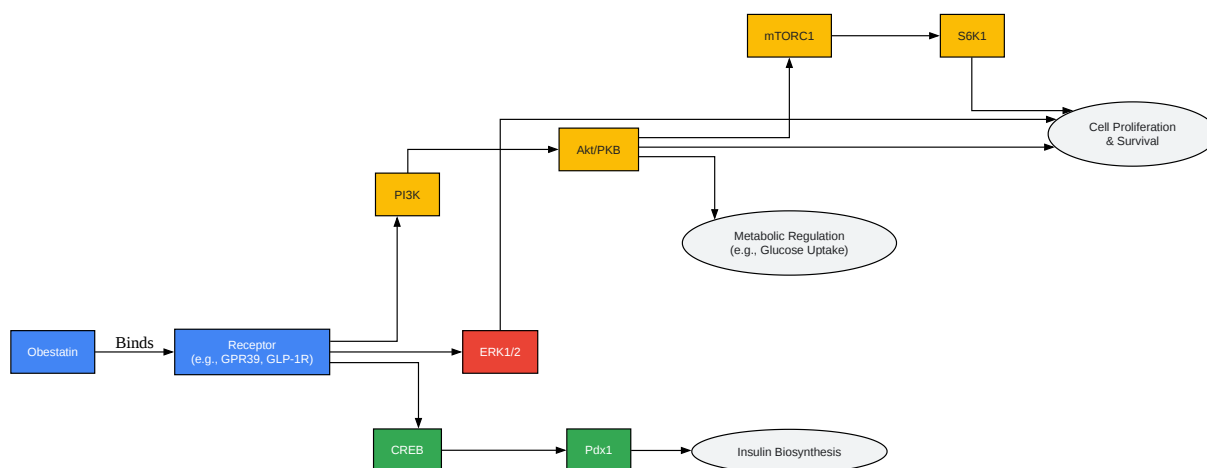 mTORC1
S6K1
Cell Proliferation
& Survival
Akt/PKB
PI3K
Metabolic Regulation
(e.g., Glucose Uptake)
Obestatin
Binds
Receptor
(e.g., GPR39, GLP-1R)
ERK1/2
CREB
Pdx1
Insulin Biosynthesis